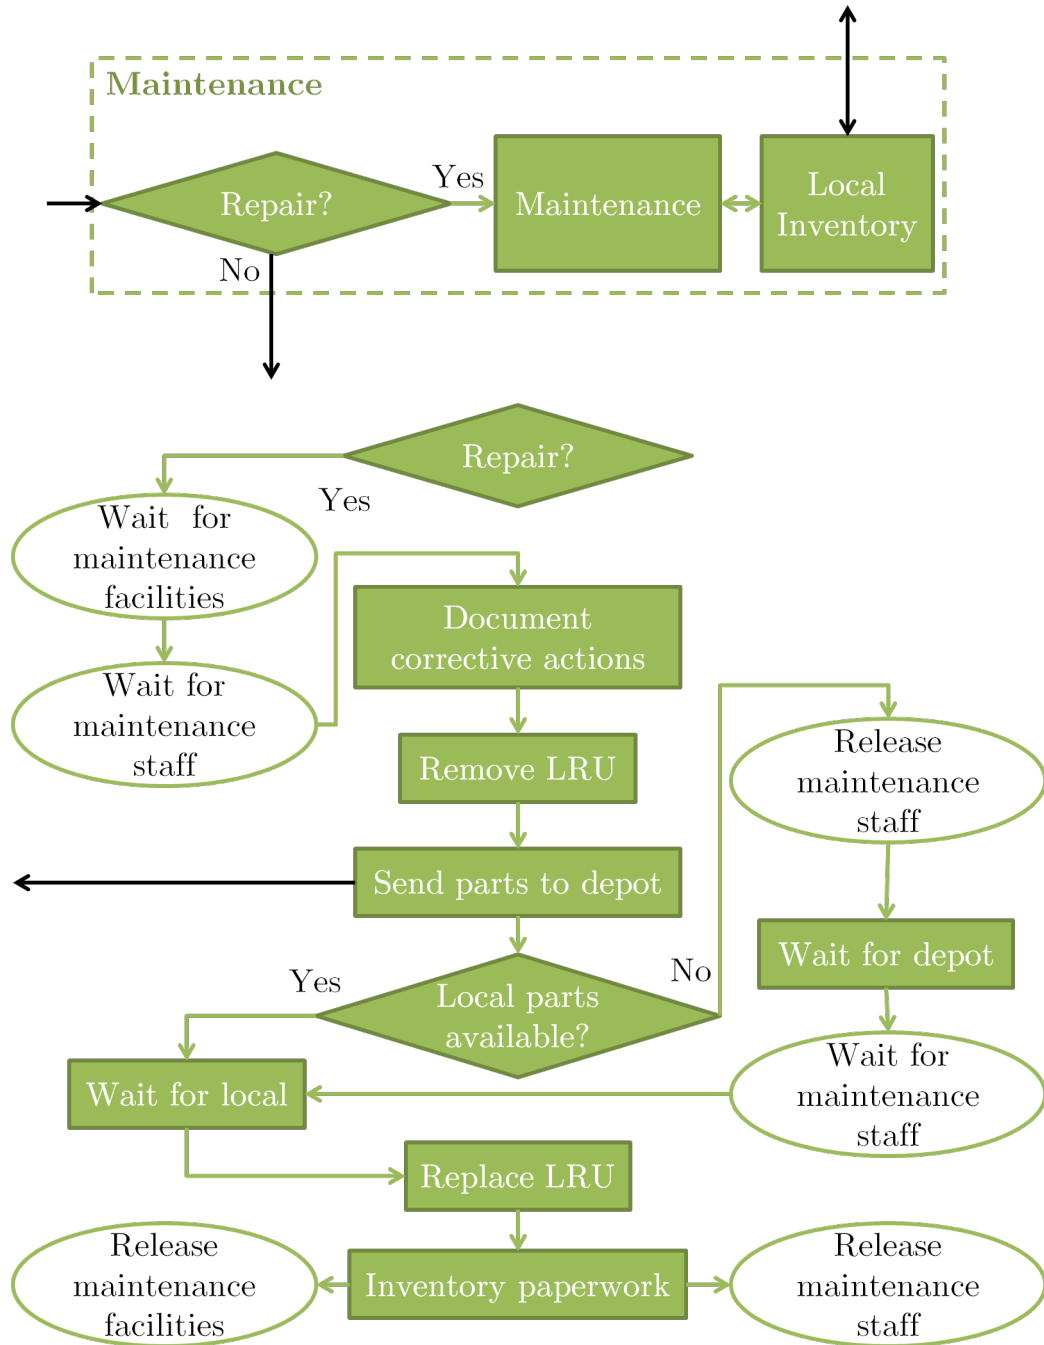 Maintenance
Repair?
Yes
Maintenance
Local
Inventory
No
Repair?
Yes
Wait for
maintenance
facilities
Document
corrective actions
Wait for
maintenance
staff
Remove LRU
Release
maintenance
staff
Send parts to depot
Wait for depot
Yes
No
Local parts
available?
Wait for local
Wait for
maintenance
staff
Replace LRU
Release
maintenance
facilities
Inventory paperwork
Release
maintenance
staff